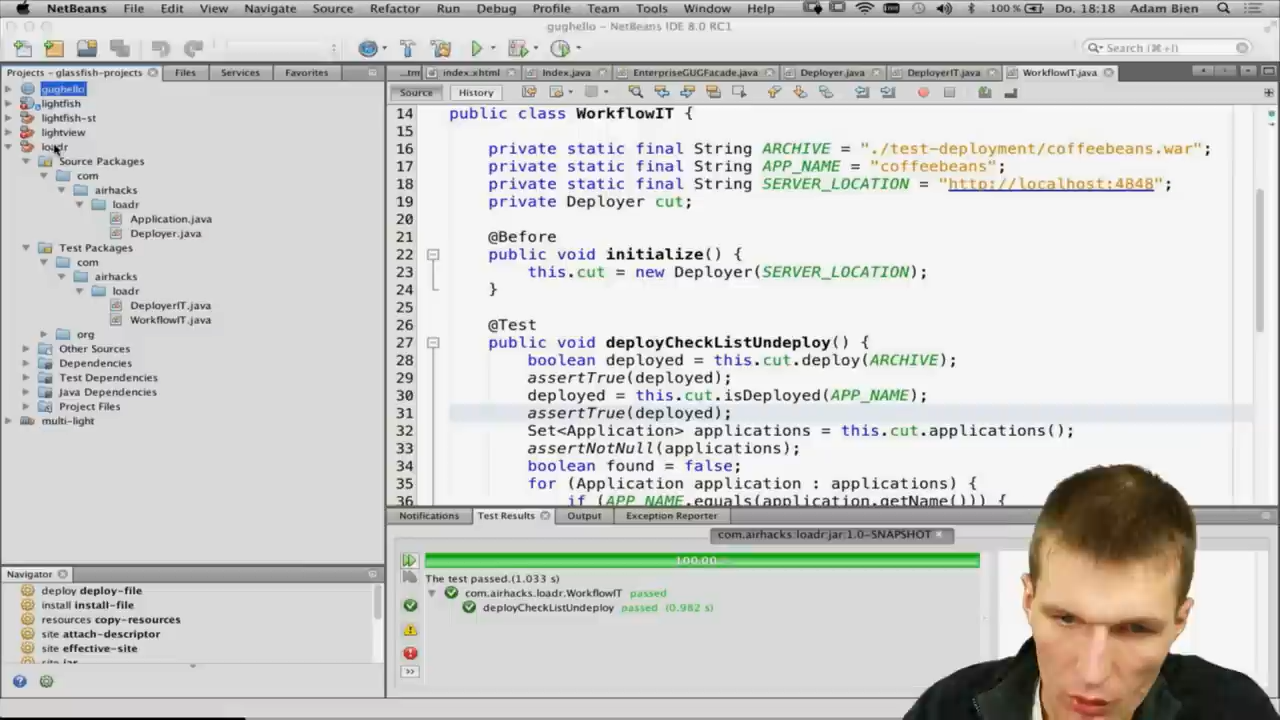 NetBeans File Edit View Navigate Source Refactor Run Debug Profile Team Tools Window Help 100 % Do. 18:18 Adam Bien
gughello – NetBeans IDE 8.0 RC1
Search (⌘+I)
Projects – glassfish-projects Files Services Favorites
...tm index.xhtml Index.java EnterpriseGUGFacade.java Deployer.java DeployerIT.java WorkflowIT.java
Source History
gughello
lightfish
lightfish-st
lightview
loadr
Source Packages
com
airhacks
loadr
Application.java
Deployer.java
Test Packages
com
airhacks
loadr
DeployerIT.java
WorkflowIT.java
org
Other Sources
Dependencies
Test Dependencies
Java Dependencies
Project Files
multi-light
14 public class WorkflowIT {
15
16 private static final String ARCHIVE = "./test-deployment/coffeebeans.war";
17 private static final String APP_NAME = "coffeebeans";
18 private static final String SERVER_LOCATION = "http://localhost:4848";
19 private Deployer cut;
20
21 @Before
22 public void initialize() {
23 this.cut = new Deployer(SERVER_LOCATION);
24 }
25
26 @Test
27 public void deployCheckListUndeploy() {
28 boolean deployed = this.cut.deploy(ARCHIVE);
29 assertTrue(deployed);
30 deployed = this.cut.isDeployed(APP_NAME);
31 assertTrue(deployed);
32 Set<Application> applications = this.cut.applications();
33 assertNotNull(applications);
34 boolean found = false;
35 for (Application application : applications) {
36 if (APP_NAME.equals(application.getName())) {
Notifications Test Results Output Exception Reporter
com.airhacks:loadr:jar:1.0-SNAPSHOT
The test passed.(1.033 s)
com.airhacks.loadr.WorkflowIT passed
deployCheckListUndeploy passed (0.982 s)
Navigator
deploy deploy-file
install install-file
resources copy-resources
site attach-descriptor
site effective-site
site jar